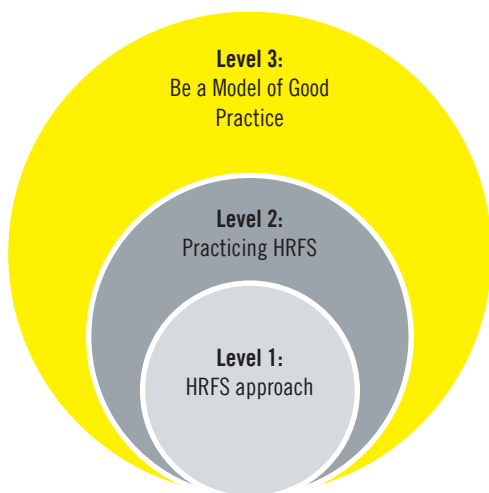 Level 3:
Be a Model of Good
Practice
Level 2:
Practicing HRFS
Level 1:
HRFS approach